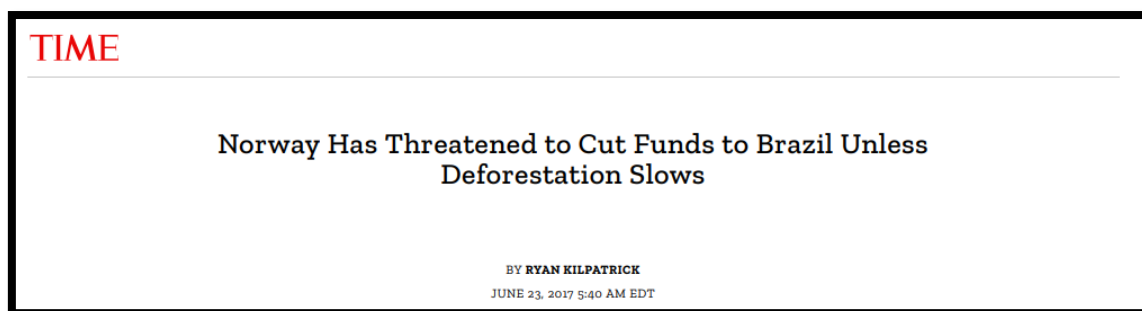 TIME
Norway Has Threatened to Cut Funds to Brazil Unless
Deforestation Slows
BY RYAN KILPATRICK
JUNE 23, 2017 5:40 AM EDT